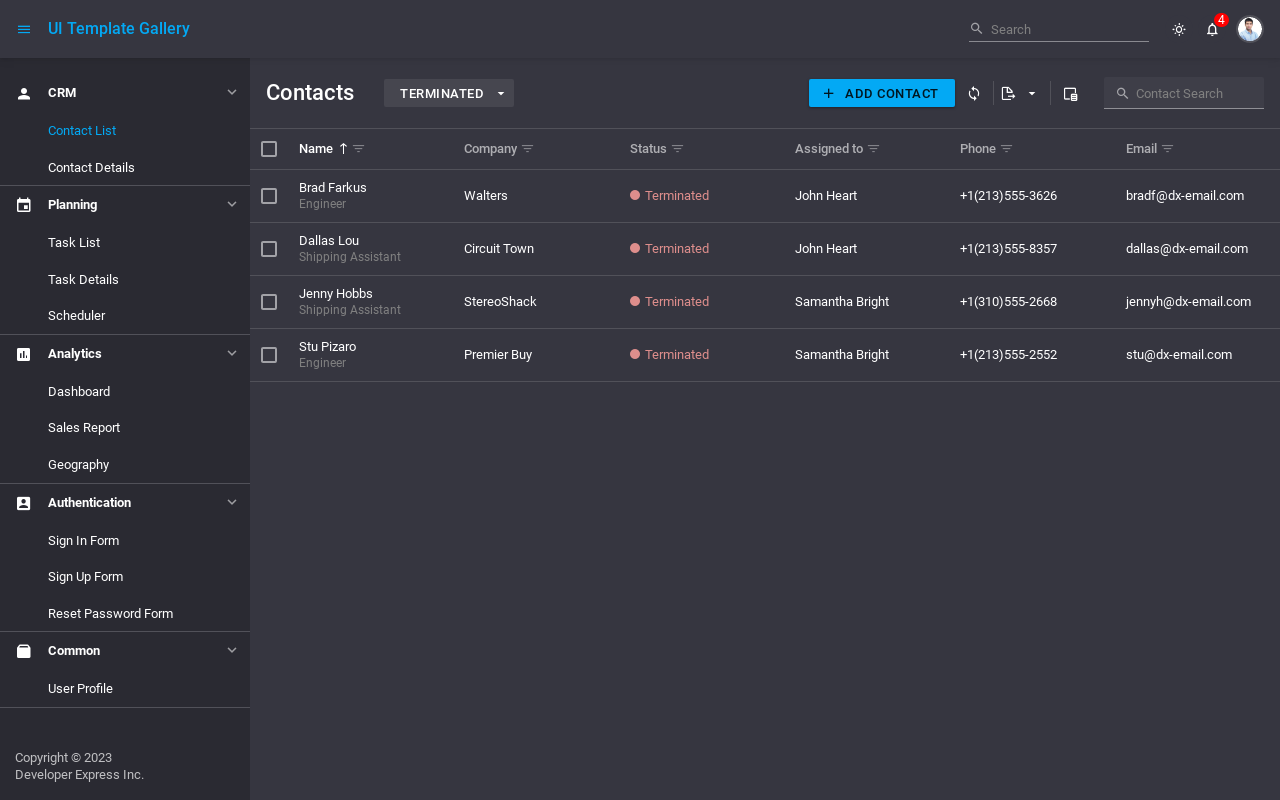 UI Template Gallery
Search
4
CRM
Contact List
Contact Details
Planning
Task List
Task Details
Scheduler
Analytics
Dashboard
Sales Report
Geography
Authentication
Sign In Form
Sign Up Form
Reset Password Form
Common
User Profile
Copyright © 2023
Developer Express Inc.
Contacts
TERMINATED
ADD CONTACT
Contact Search
Name Company Status Assigned to Phone Email
Brad Farkus
Engineer
Walters Terminated John Heart +1(213)555-3626 bradf@dx-email.com
Dallas Lou
Shipping Assistant
Circuit Town Terminated John Heart +1(213)555-8357 dallas@dx-email.com
Jenny Hobbs
Shipping Assistant
StereoShack Terminated Samantha Bright +1(310)555-2668 jennyh@dx-email.com
Stu Pizaro
Engineer
Premier Buy Terminated Samantha Bright +1(213)555-2552 stu@dx-email.com